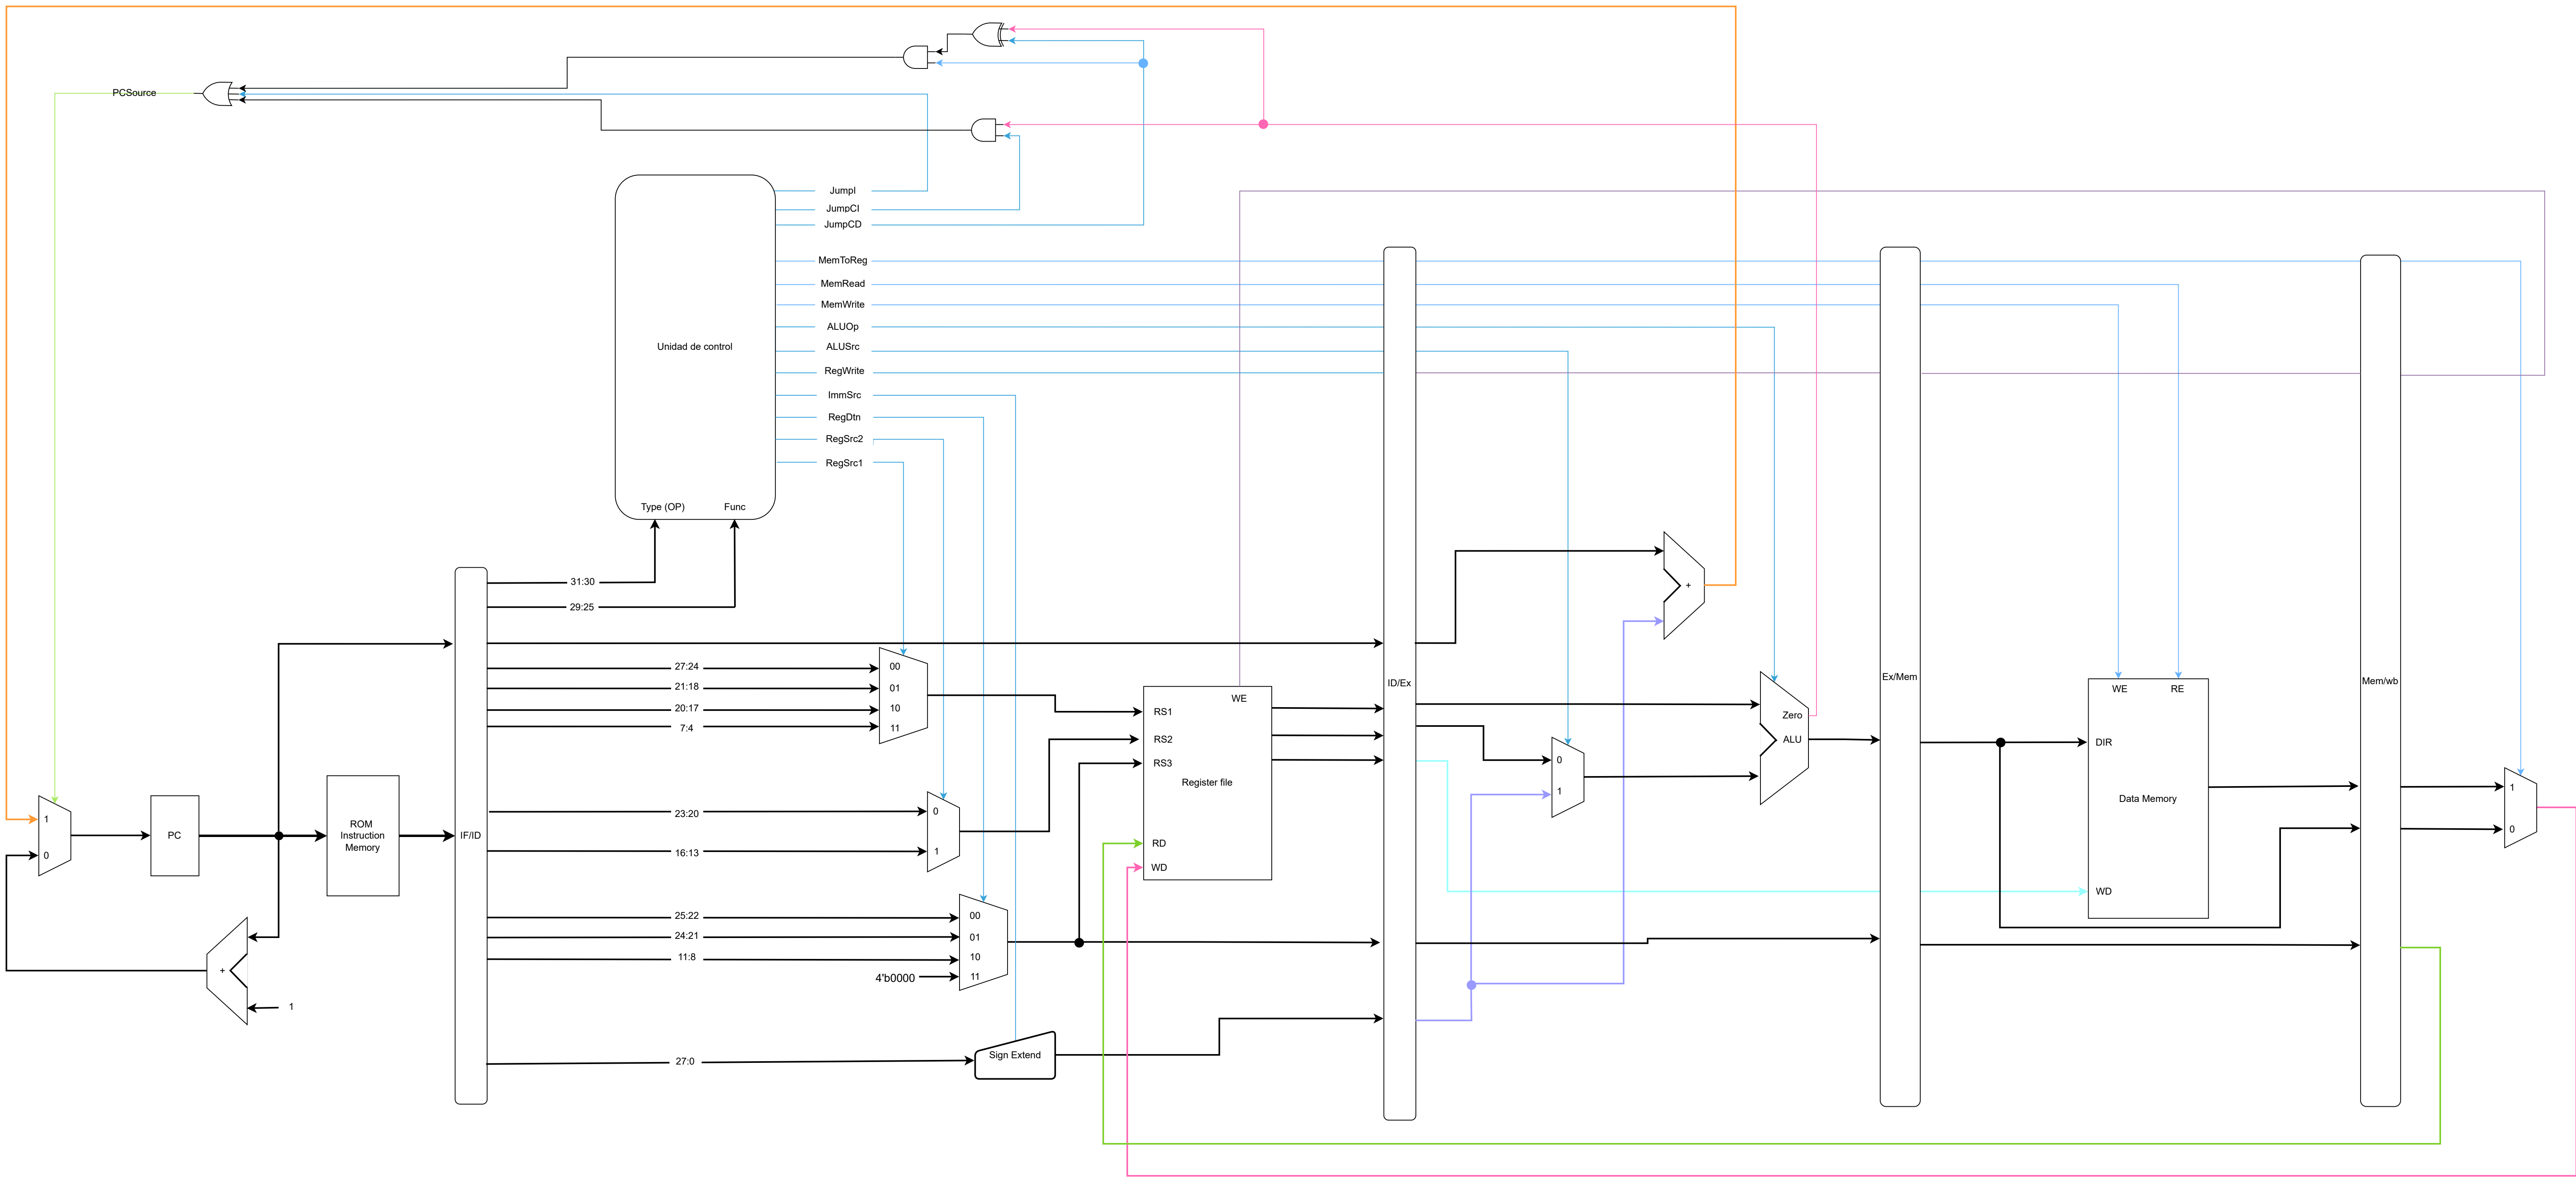 PCSource
JumpI
JumpCI
JumpCD
MemToReg
MemRead
MemWrite
ALUOp
ALUSrc
RegWrite
ImmSrc
RegDtn
RegSrc2
RegSrc1
Unidad de control
Type (OP)
Func
31:30
29:25
27:24
21:18
20:17
7:4
00
01
10
11
23:20
16:13
0
1
25:22
24:21
11:8
4'b0000
00
01
10
11
27:0
Sign Extend
1
0
PC
ROM
Instruction
Memory
IF/ID
+
1
WE
RS1
RS2
RS3
Register file
RD
WD
ID/Ex
+
0
1
Zero
ALU
Ex/Mem
WE
RE
DIR
Data Memory
WD
Mem/wb
1
0